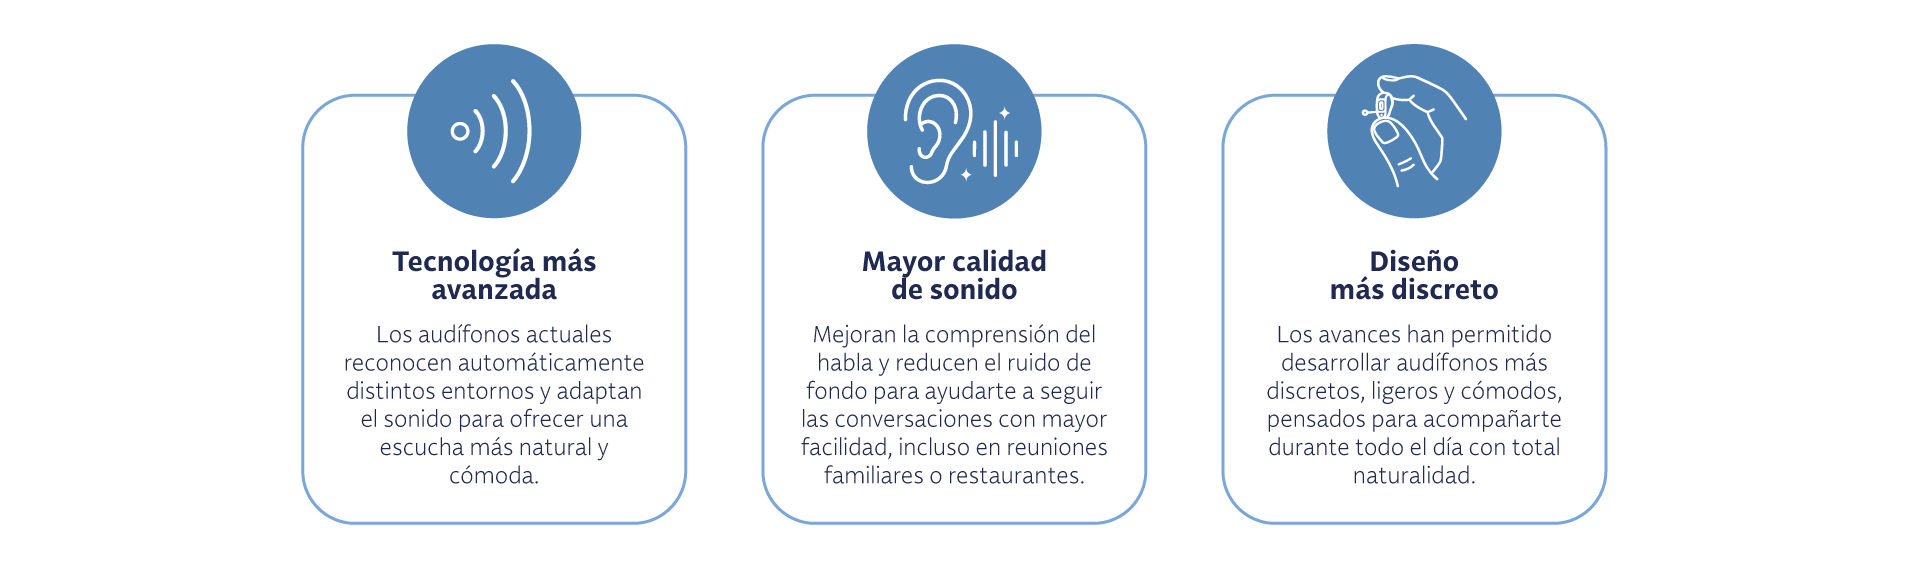 Tecnología más
avanzada
Los audífonos actuales
reconocen automáticamente
distintos entornos y adaptan
el sonido para ofrecer una
escucha más natural y
cómoda.
Mayor calidad
de sonido
Mejoran la comprensión del
habla y reducen el ruido de
fondo para ayudarte a seguir
las conversaciones con mayor
facilidad, incluso en reuniones
familiares o restaurantes.
Diseño
más discreto
Los avances han permitido
desarrollar audífonos más
discretos, ligeros y cómodos,
pensados para acompañarte
durante todo el día con total
naturalidad.